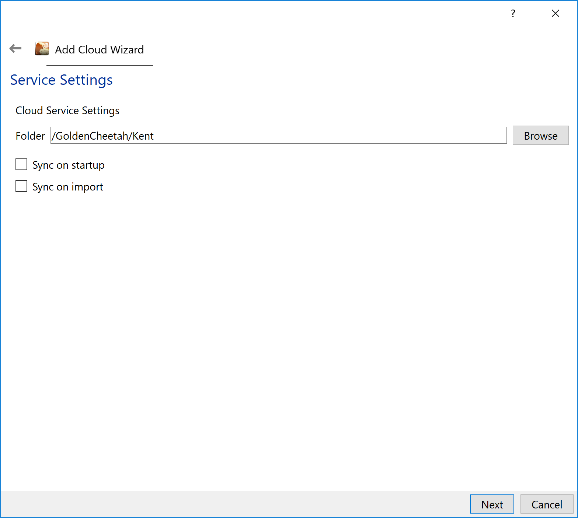 ?
Add Cloud Wizard
Service Settings
Cloud Service Settings
Folder /GoldenCheetah/Kent Browse
Sync on startup
Sync on import
Next Cancel